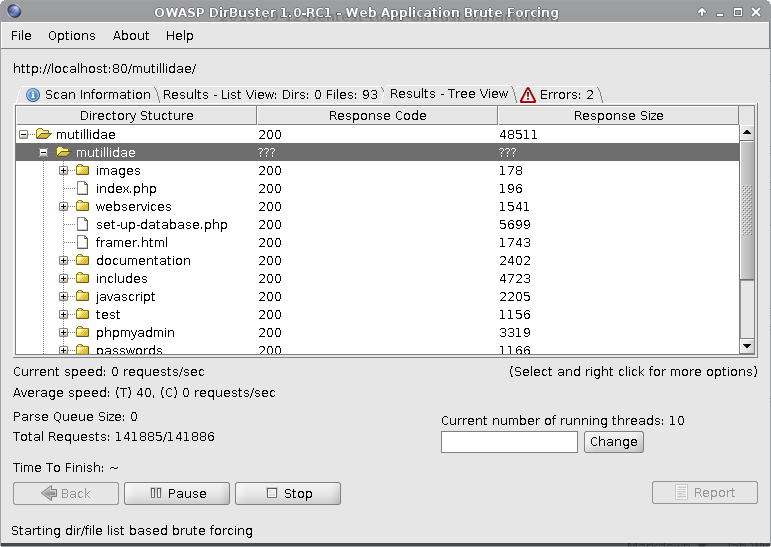 OWASP DirBuster 1.0-RC1 - Web Application Brute Forcing
File Options About Help
http://localhost:80/mutillidae/
Scan Information Results - List View: Dirs: 0 Files: 93 Results - Tree View Errors: 2
Directory Stucture Response Code Response Size
mutillidae 200 48511
mutillidae ??? ???
images 200 178
index.php 200 196
webservices 200 1541
set-up-database.php 200 5699
framer.html 200 1743
documentation 200 2402
includes 200 4723
javascript 200 2205
test 200 1156
phpmyadmin 200 3319
passwords 200 1166
Current speed: 0 requests/sec (Select and right click for more options)
Average speed: (T) 40, (C) 0 requests/sec
Parse Queue Size: 0
Current number of running threads: 10
Total Requests: 141885/141886
Change
Time To Finish: ~
Back Pause Stop Report
Starting dir/file list based brute forcing